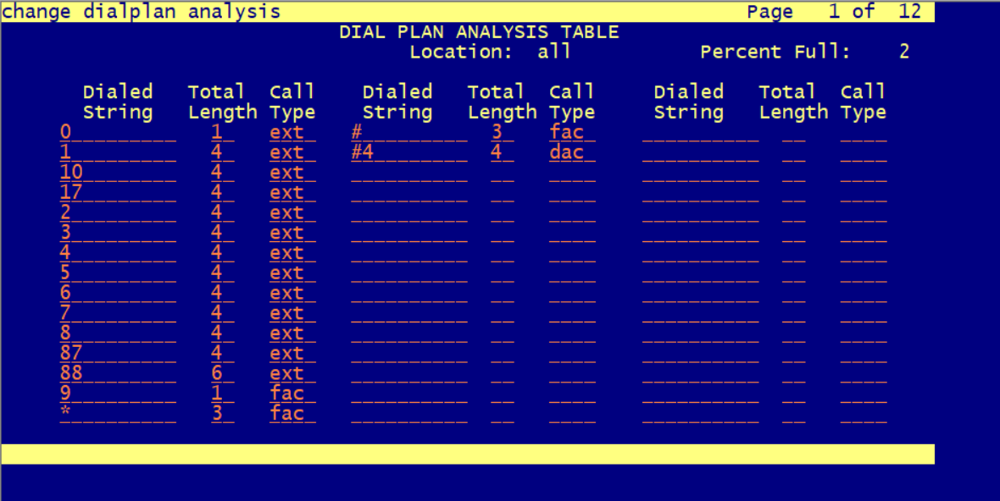 change dialplan analysis Page 1 of 12
DIAL PLAN ANALYSIS TABLE
Location: all Percent Full: 2
Dialed Total Call Dialed Total Call Dialed Total Call
String Length Type String Length Type String Length Type
0 1 ext # 3 fac
1 4 ext #4 4 dac
10 4 ext
17 4 ext
2 4 ext
3 4 ext
4 4 ext
5 4 ext
6 4 ext
7 4 ext
8 4 ext
87 4 ext
88 6 ext
9 1 fac
* 3 fac